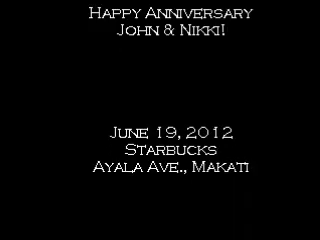 Happy Anniversary
John & Nikki!
June 19, 2012
Starbucks
Ayala Ave., Makati